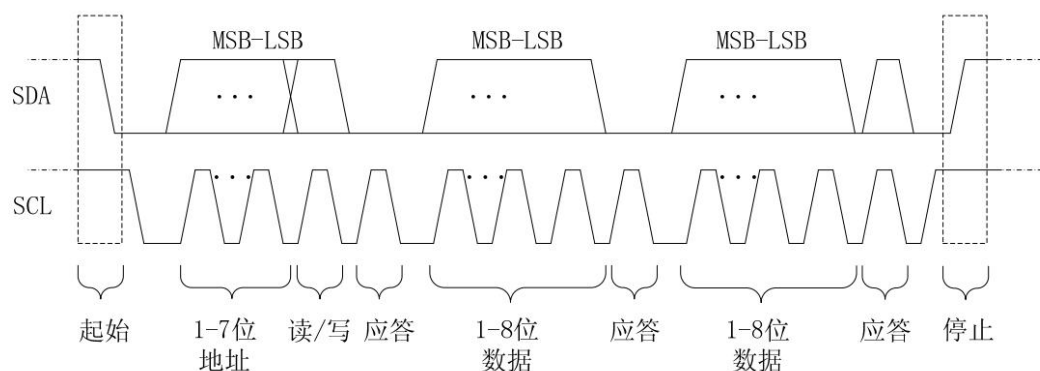 MSB-LSB MSB-LSB MSB-LSB
SDA ... ... ...
SCL ... ... ...
起始 1-7位 读/写 应答 1-8位 应答 1-8位 应答 停止
地址 数据 数据